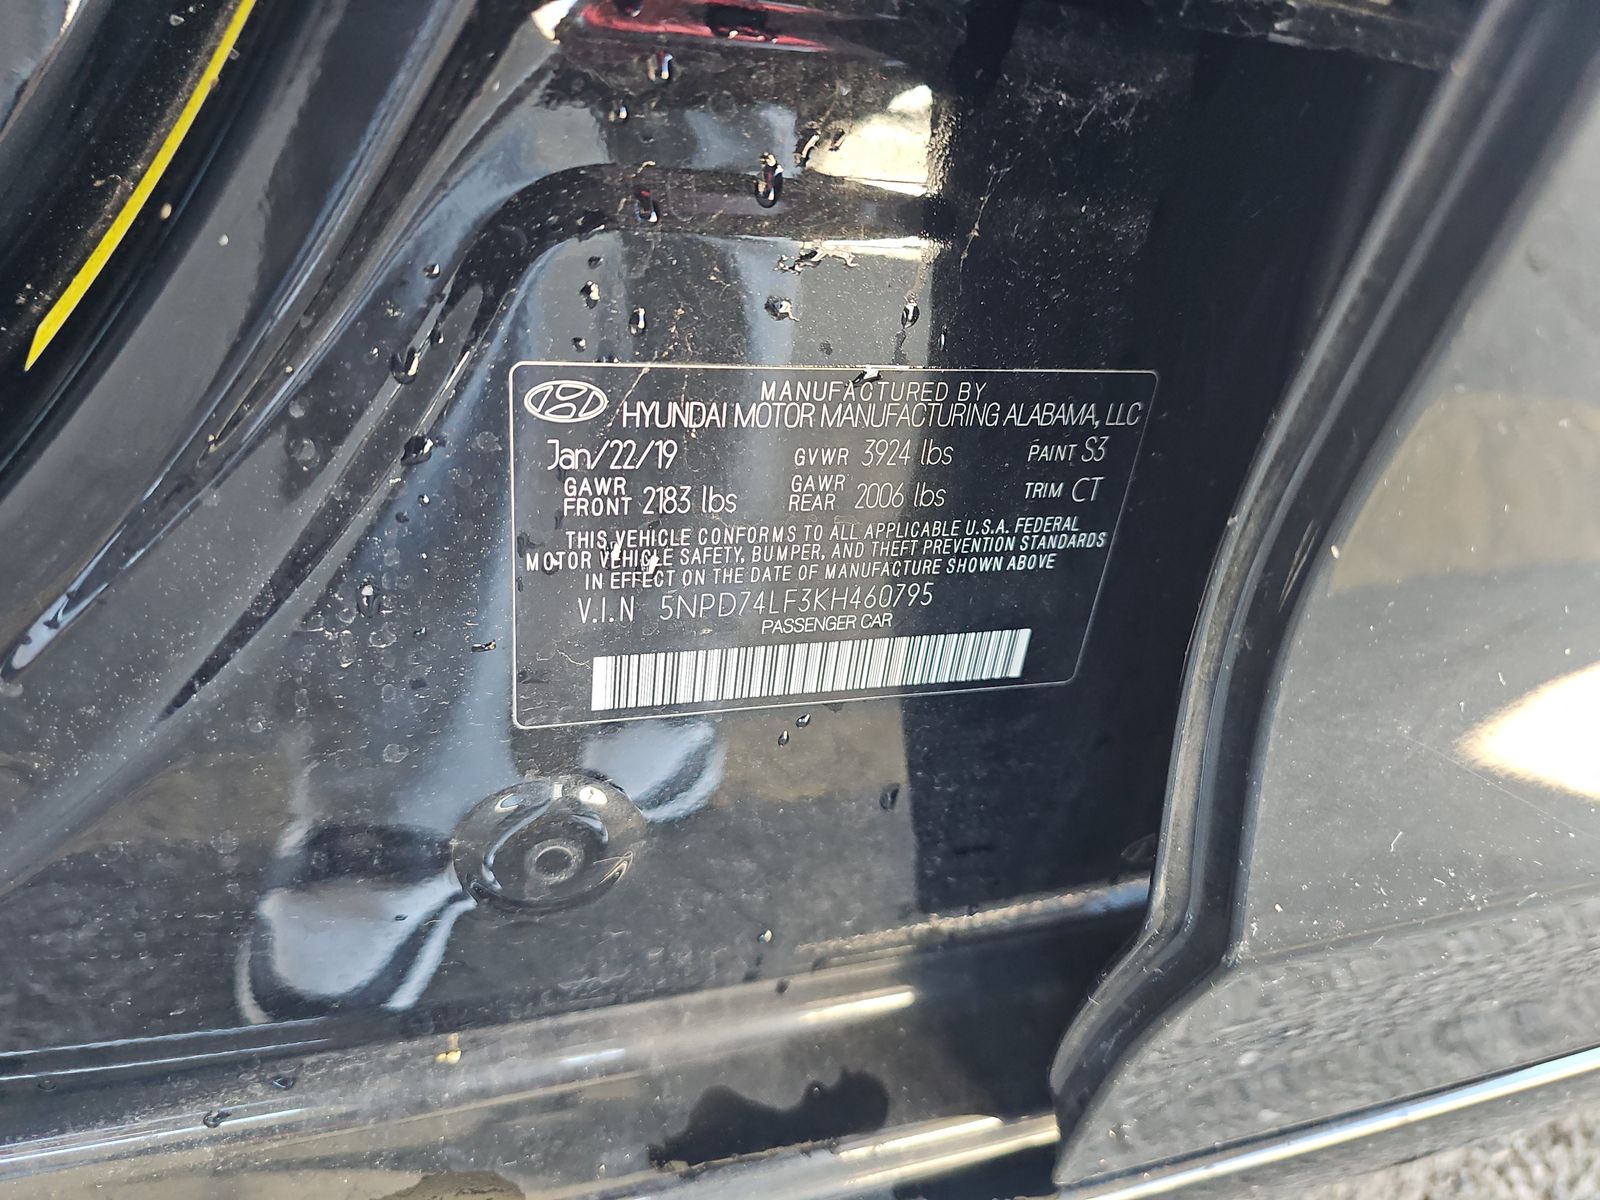 MANUFACTURED BY
HYUNDAI MOTOR MANUFACTURING ALABAMA, LLC
Jan/22/19 GVWR 3924 lbs PAINT S3
GAWR FRONT 2183 lbs GAWR REAR 2006 lbs TRIM CT
THIS VEHICLE CONFORMS TO ALL APPLICABLE U.S.A. FEDERAL
MOTOR VEHICLE SAFETY, BUMPER, AND THEFT PREVENTION STANDARDS
IN EFFECT ON THE DATE OF MANUFACTURE SHOWN ABOVE
V.I.N 5NPD74LF3KH460795
PASSENGER CAR